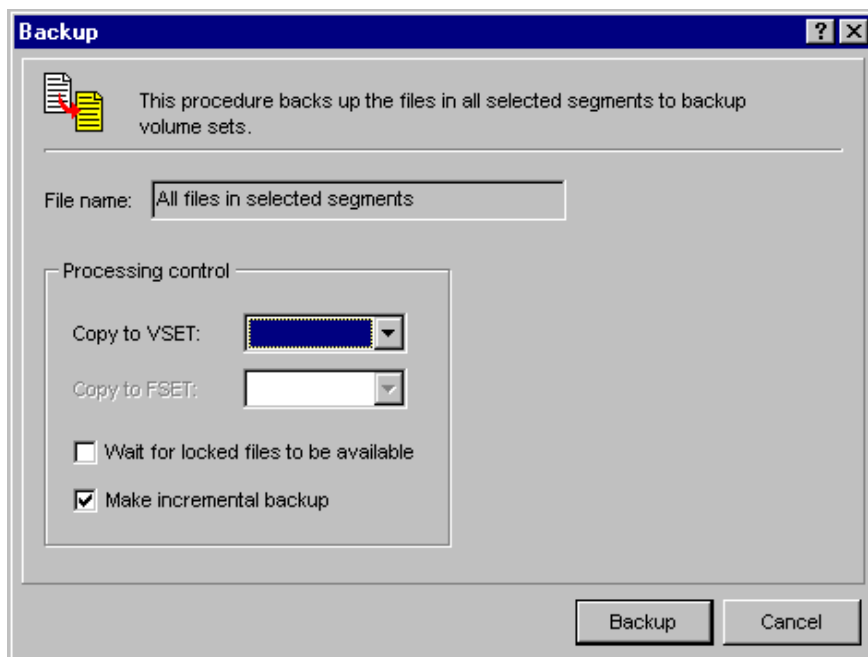 Backup
This procedure backs up the files in all selected segments to backup
volume sets.
File name: All files in selected segments
Processing control
Copy to VSET:
Copy to FSET:
Wait for locked files to be available
Make incremental backup
Backup Cancel